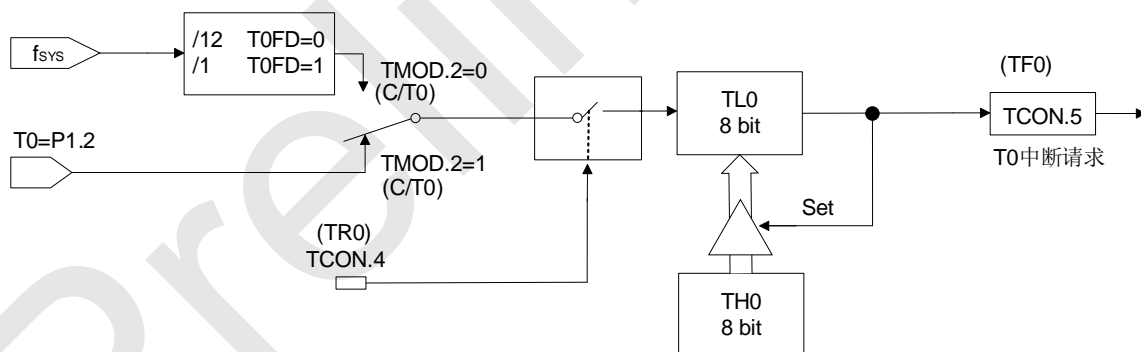 fSYS
/12 T0FD=0
/1 T0FD=1
TMOD.2=0
(C/T0)
T0=P1.2
TMOD.2=1
(C/T0)
(TR0)
TCON.4
TL0
8 bit
Set
TH0
8 bit
(TF0)
TCON.5
T0中断请求